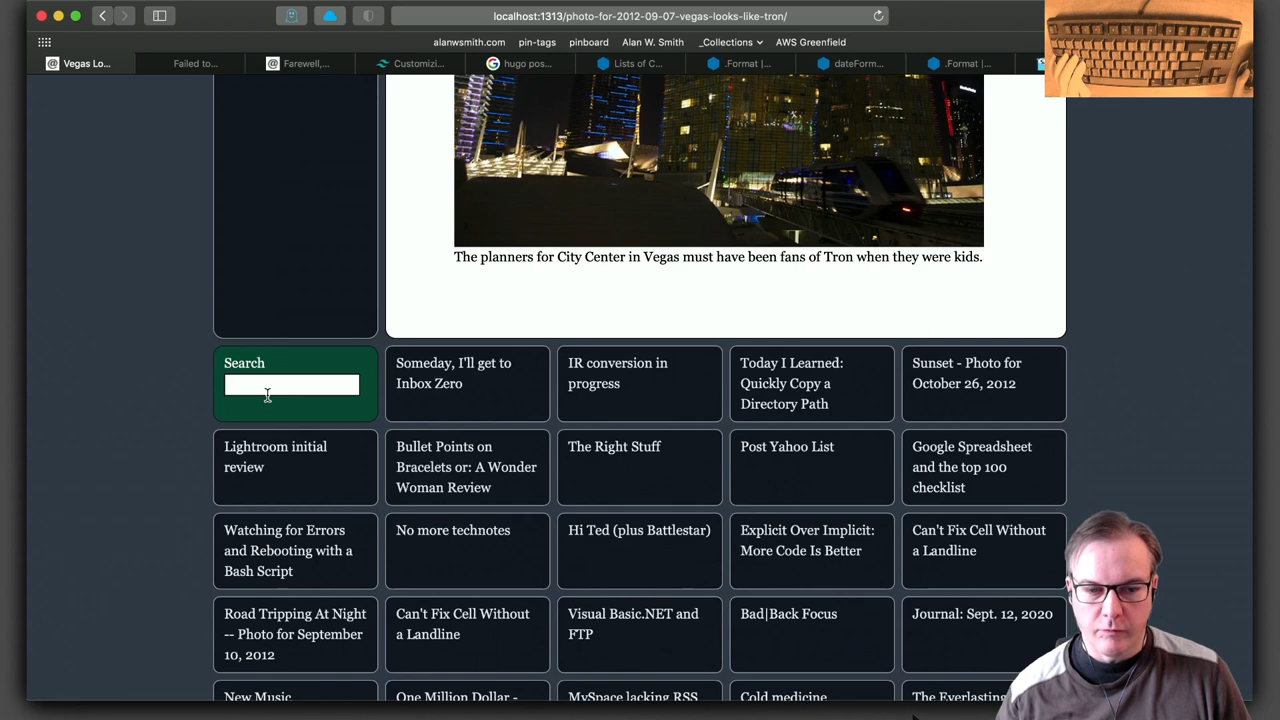 localhost:1313/photo-for-2012-09-07-vegas-looks-like-tron/
alanwsmith.com pin-tags pinboard Alan W. Smith _Collections AWS Greenfield
Vegas Lo... Failed to... Farewell,... Customizi... hugo pos... Lists of C... .Format |... dateForm... .Format |...
The planners for City Center in Vegas must have been fans of Tron when they were kids.
Search
Someday, I'll get to
Inbox Zero
IR conversion in
progress
Today I Learned:
Quickly Copy a
Directory Path
Sunset - Photo for
October 26, 2012
Lightroom initial
review
Bullet Points on
Bracelets or: A Wonder
Woman Review
The Right Stuff
Post Yahoo List
Google Spreadsheet
and the top 100
checklist
Watching for Errors
and Rebooting with a
Bash Script
No more technotes
Hi Ted (plus Battlestar)
Explicit Over Implicit:
More Code Is Better
Can't Fix Cell Without
a Landline
Road Tripping At Night
-- Photo for September
10, 2012
Can't Fix Cell Without
a Landline
Visual Basic.NET and
FTP
Bad|Back Focus
Journal: Sept. 12, 2020
New Music
One Million Dollar -
MySpace lacking RSS
Cold medicine
The Everlasting